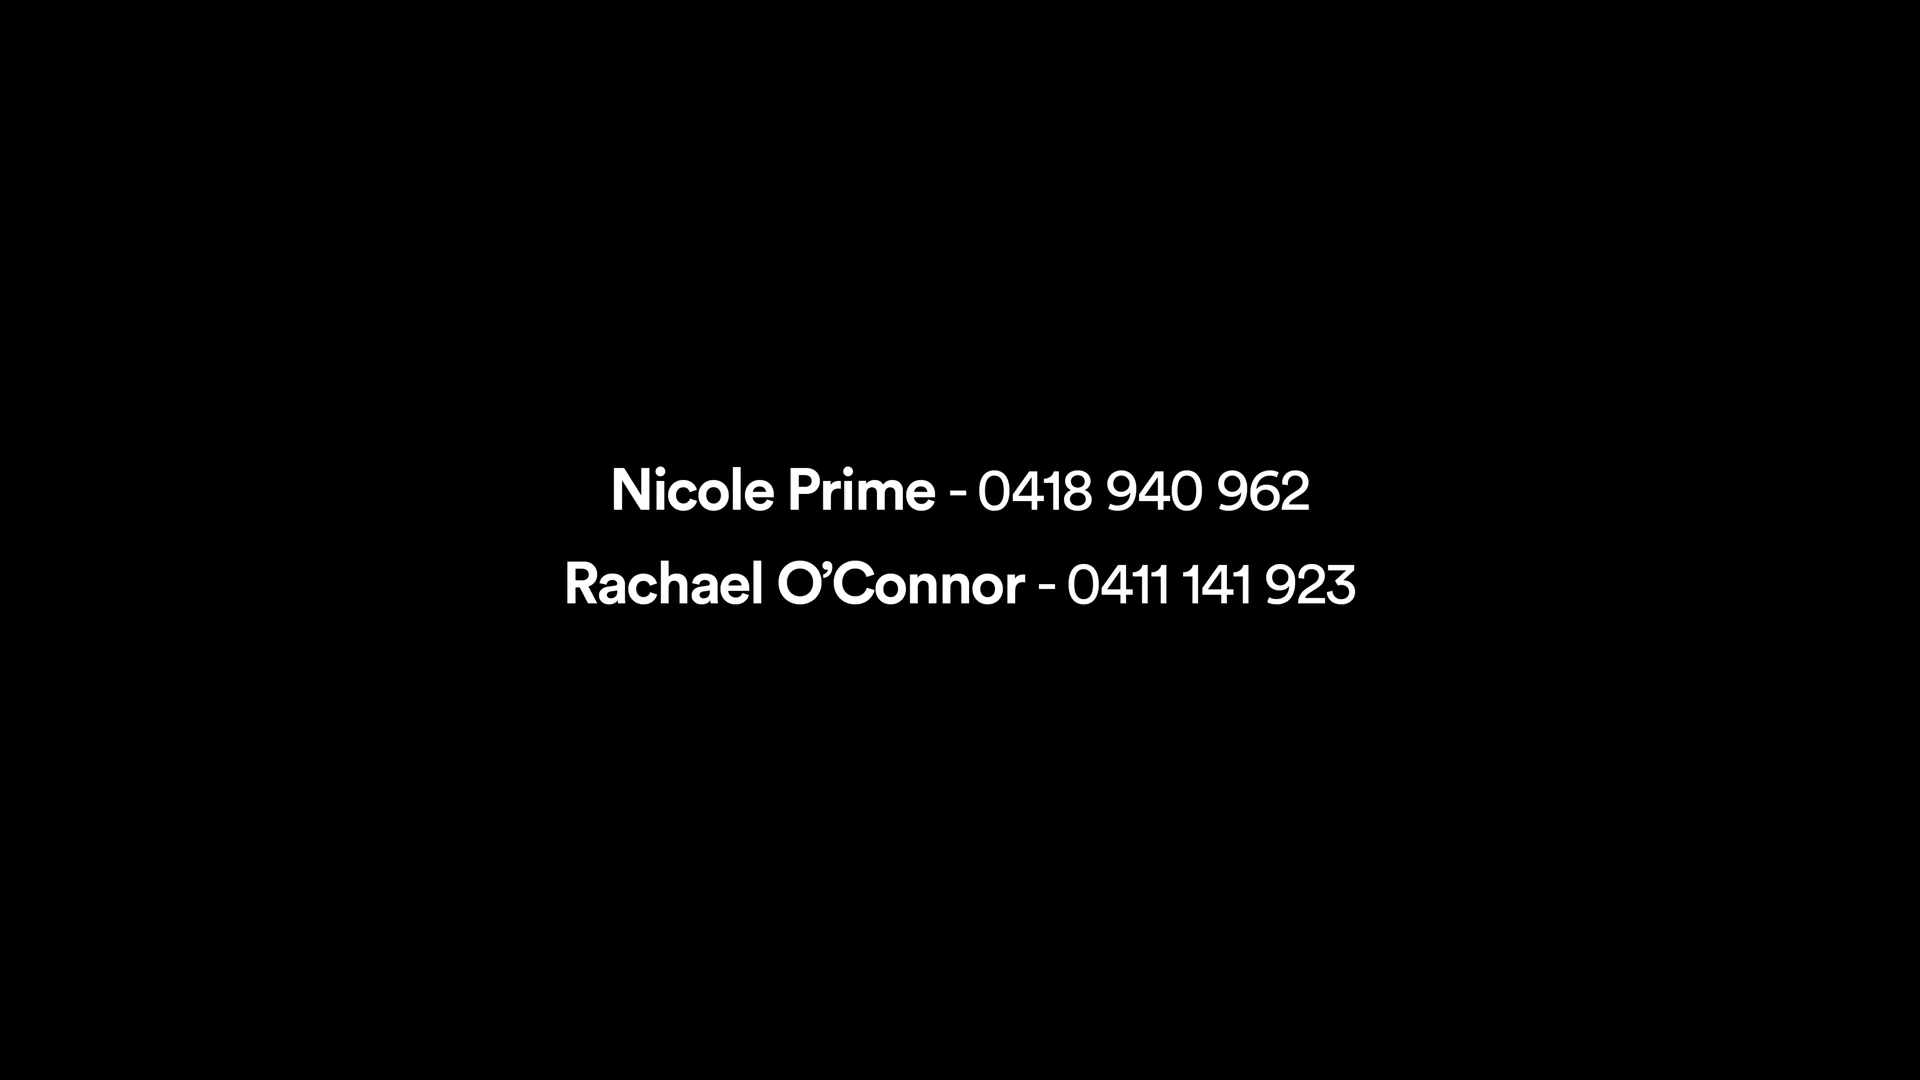 Nicole Prime - 0418 940 962
Rachael O’Connor - 0411 141 923